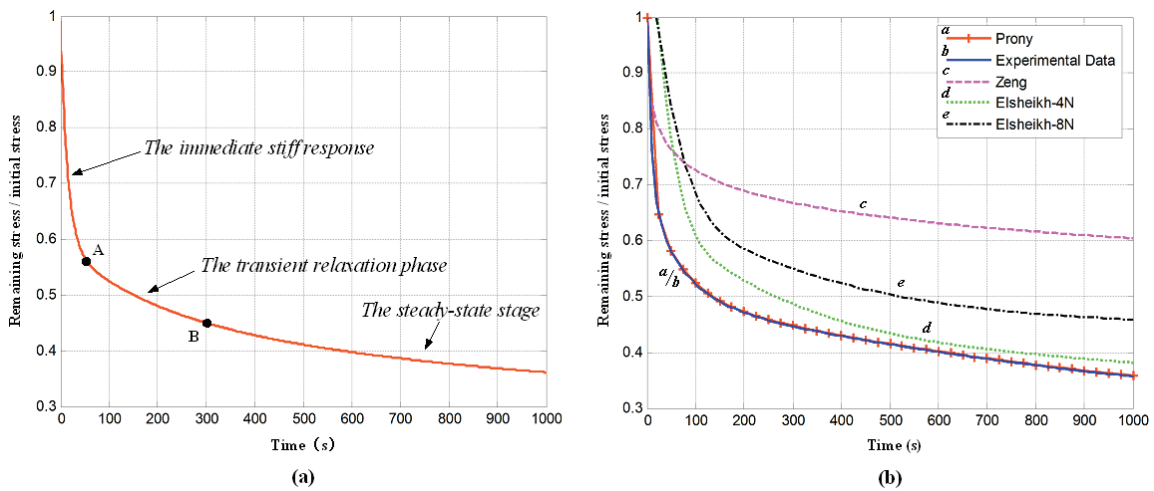 1
0.9
0.8
0.7
0.6
0.5
0.4
0.3
0
100
200
300
400
500
600
700
800
900
1000
Remaining stress / initial stress
The immediate stiff response
A
The transient relaxation phase
B
The steady-state stage
Time (s)
(a)
1
0.9
1
0.8
0.7
0.6
0.5
0.4
0.3
0
100
200
300
400
500
600
700
800
900
1000
Remaining stress / initial stress
a Prony
b Experimental Data
c Zeng
d Elsheikh-4N
e Elsheikh-8N
c
a/b
e
d
Time (s)
(b)